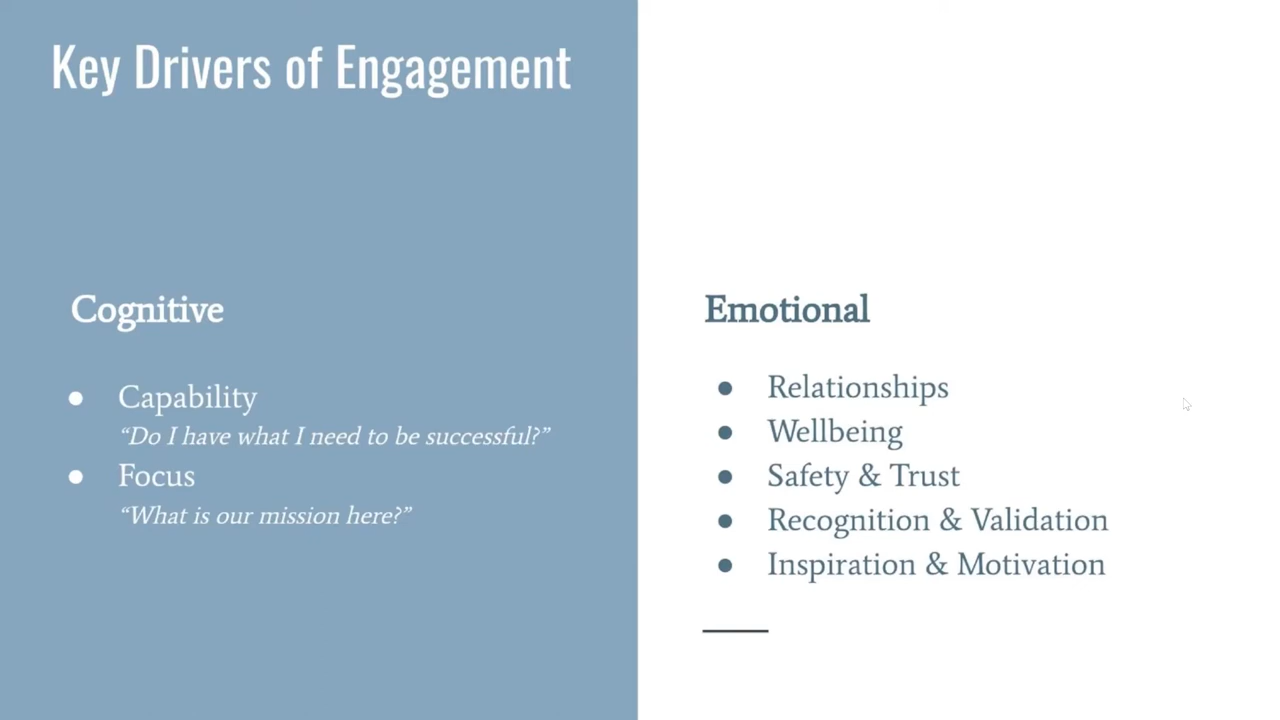 Key Drivers of Engagement
Cognitive
● Capability
“Do I have what I need to be successful?”
● Focus
“What is our mission here?”
Emotional
● Relationships
● Wellbeing
● Safety & Trust
● Recognition & Validation
● Inspiration & Motivation